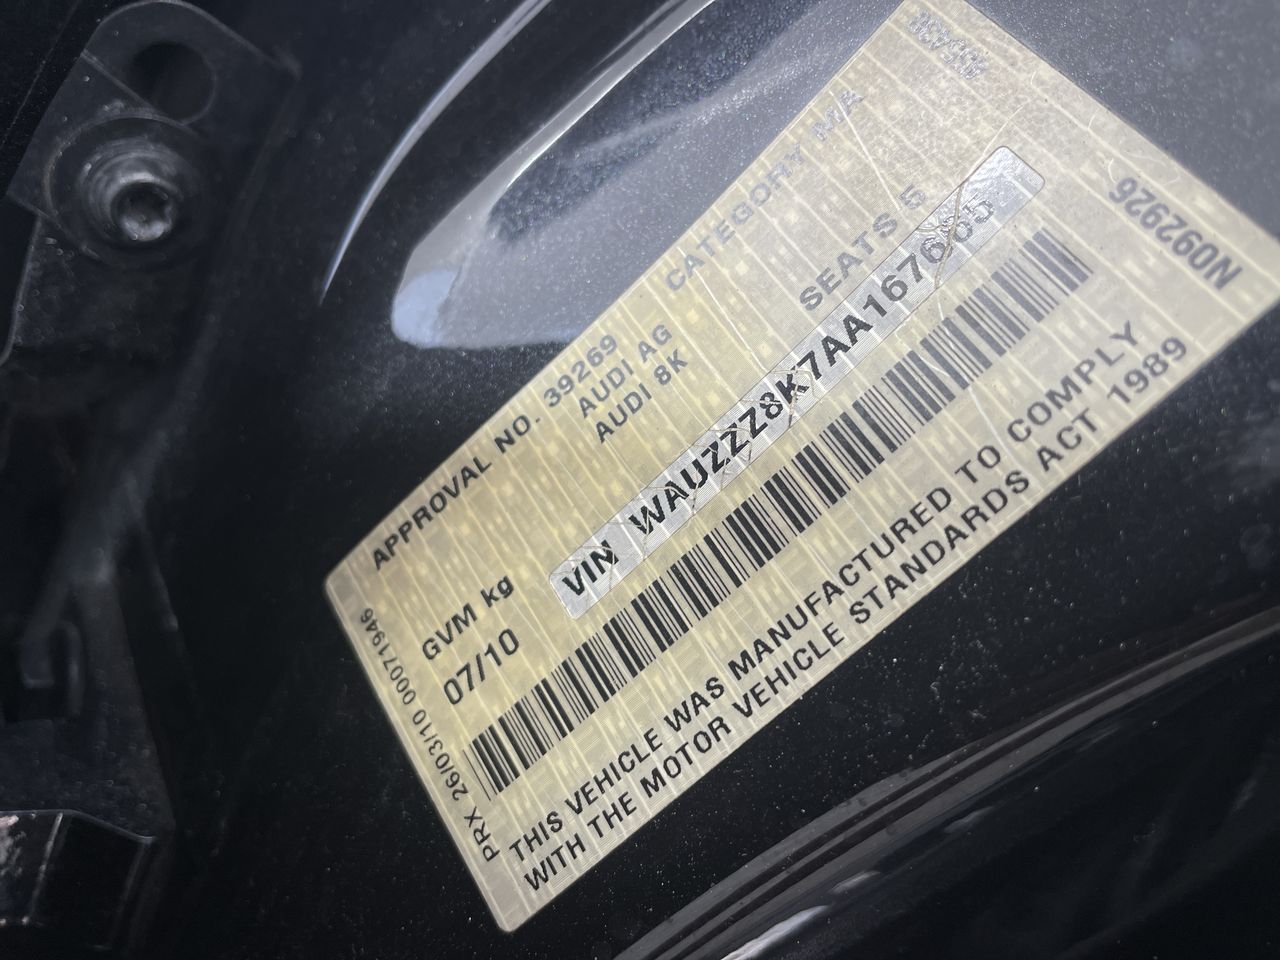 APPROVAL NO. 39269
CATEGORY MA
AUDI AG
AUDI 8K
SEATS 5
GVM kg
07/10
VIN WAUZZZ8K7AA167665
N092926
PRX 26/03/10 00071946
THIS VEHICLE WAS MANUFACTURED TO COMPLY
WITH THE MOTOR VEHICLE STANDARDS ACT 1989